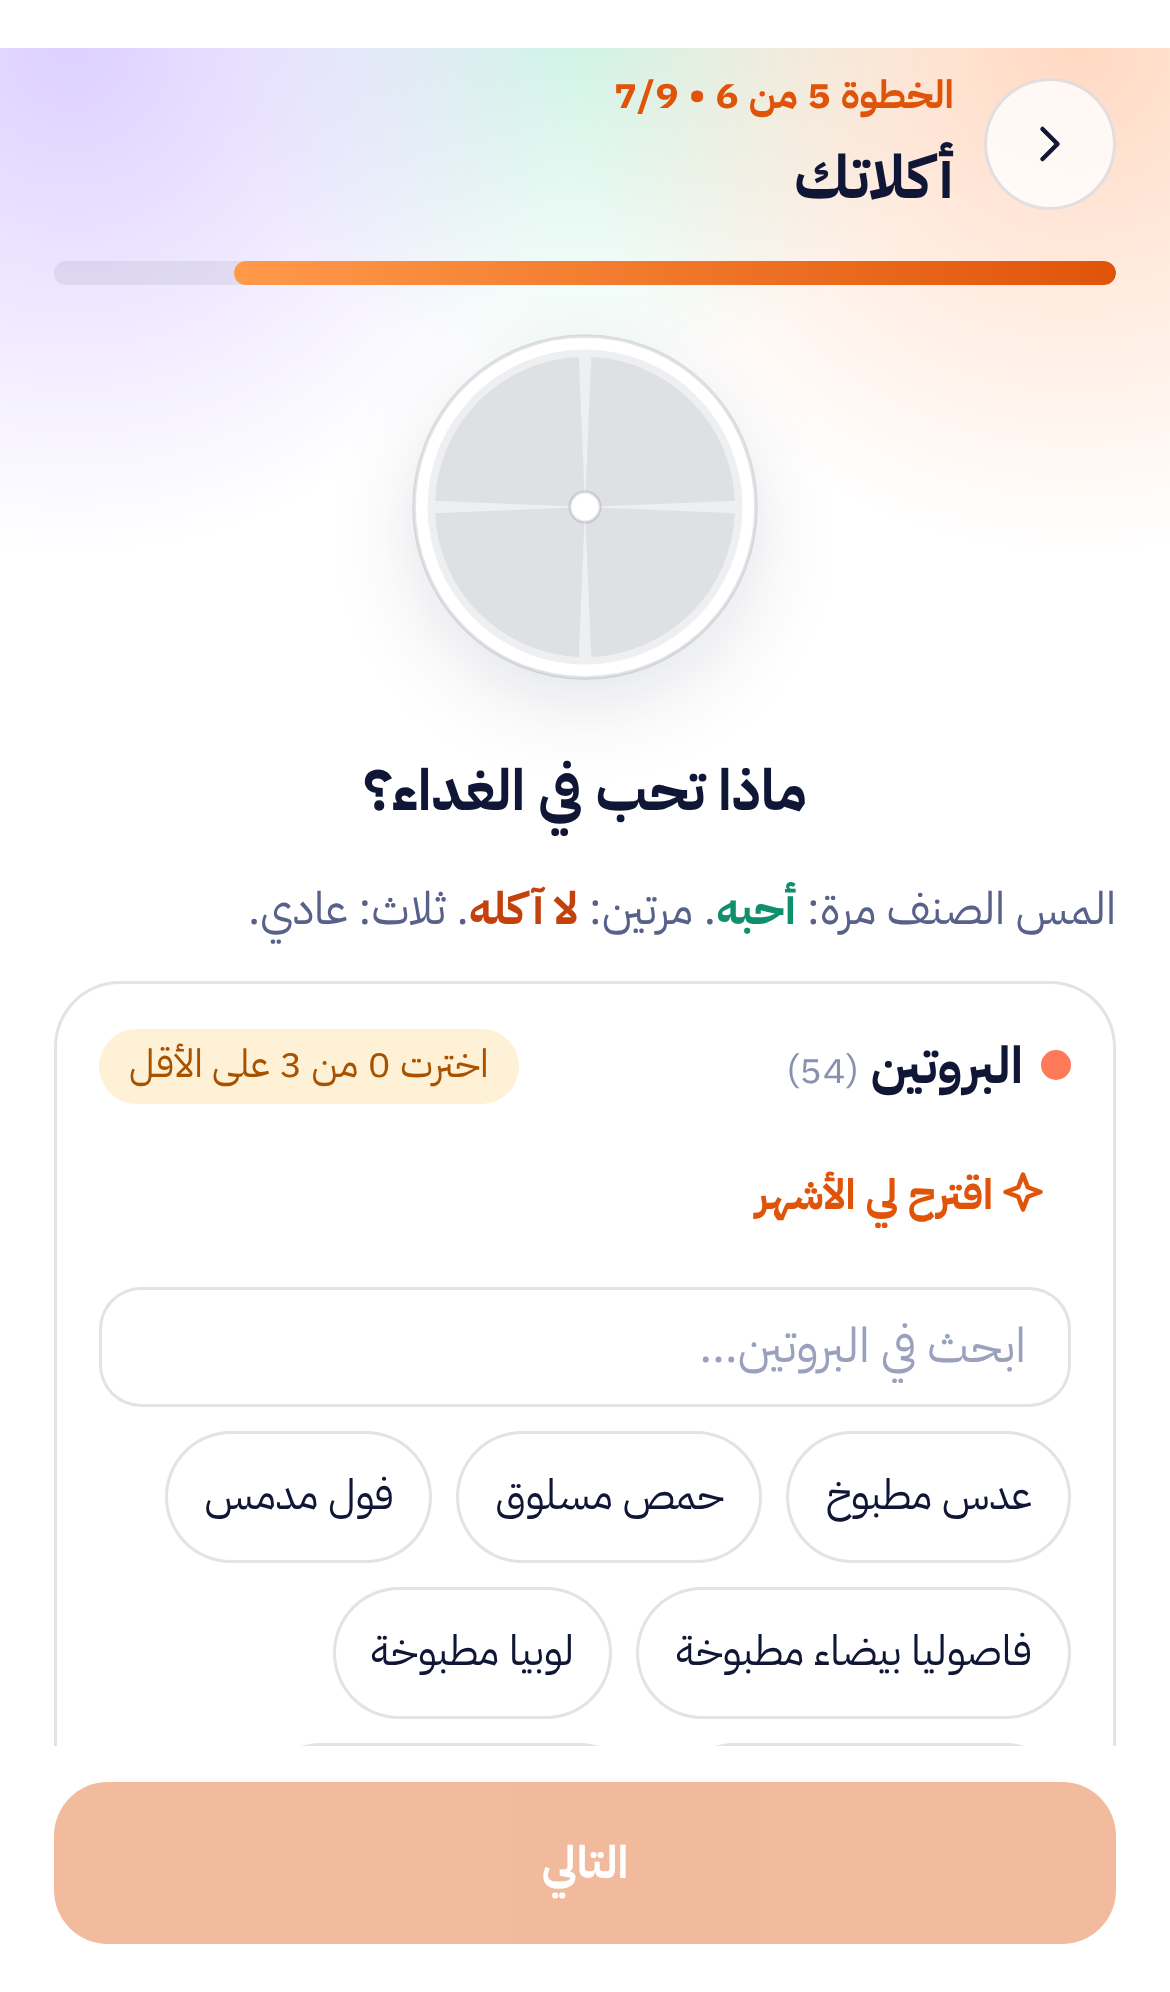 الخطوة 5 من 6 • 7/9
أكلاتك
ماذا تحب في الغداء؟
المس الصنف مرة: أحبه. مرتين: لا آكله. ثلاث: عادي.
البروتين (54)
اخترت 0 من 3 على الأقل
اقترح لي الأشهر
ابحث في البروتين...
عدس مطبوخ
حمص مسلوق
فول مدمس
فاصوليا بيضاء مطبوخة
لوبيا مطبوخة
التالي